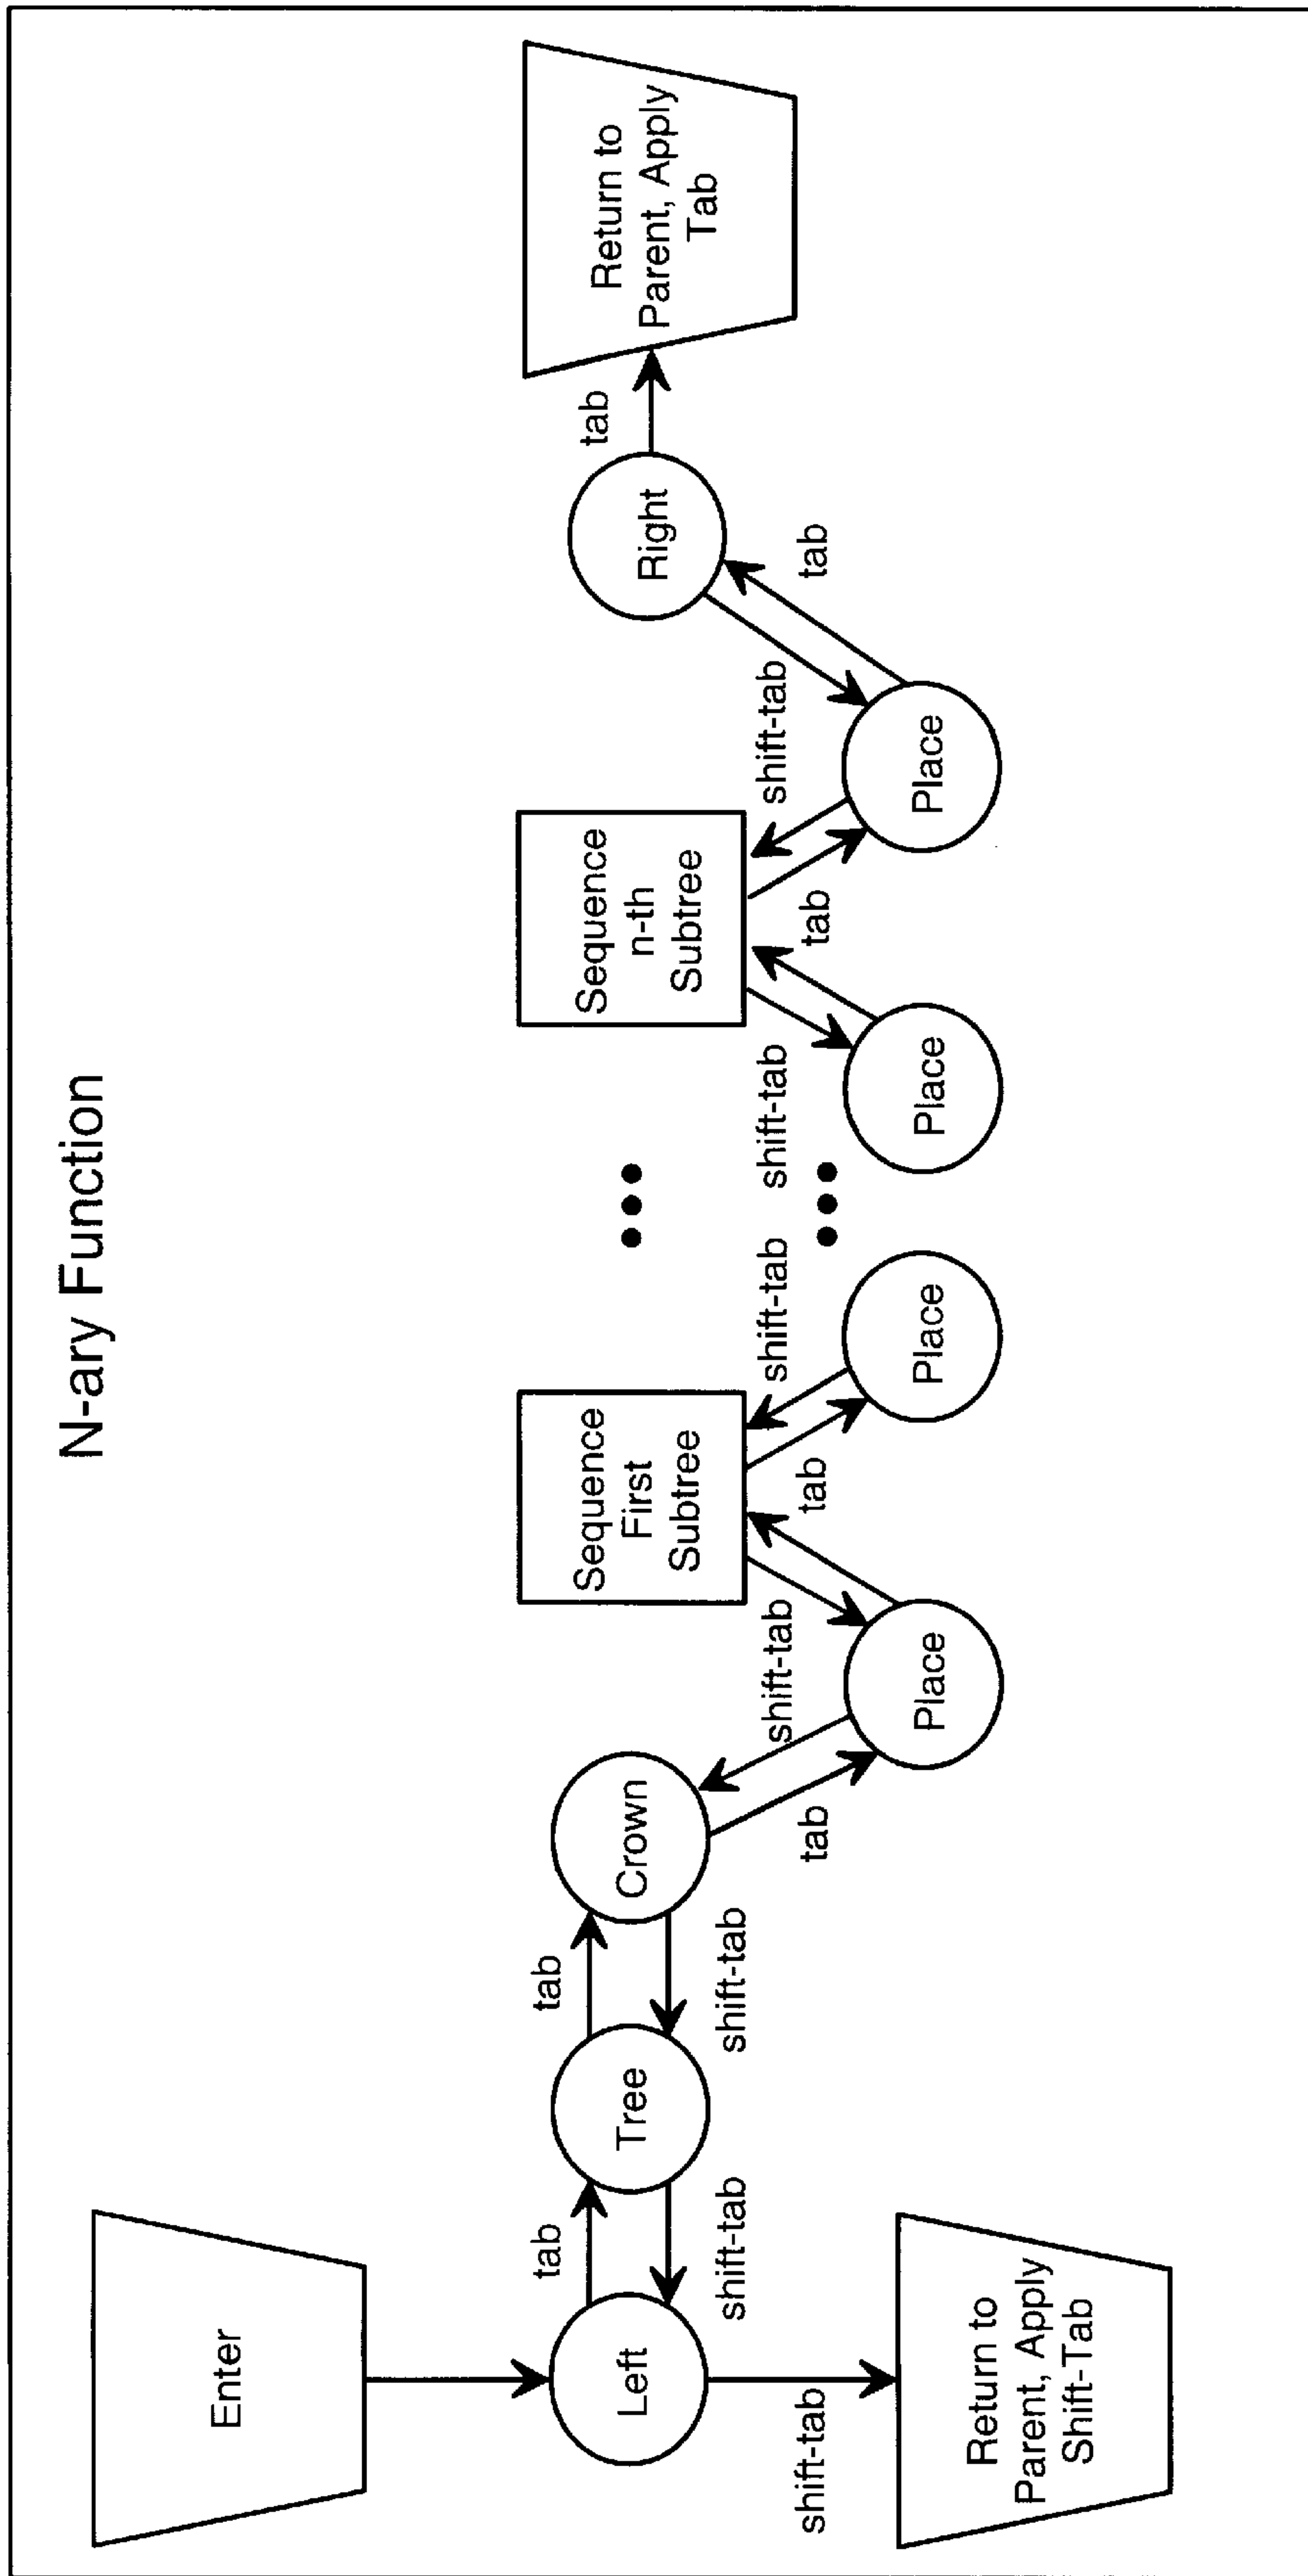 N-ary Function
Enter
Left
tab
shift-tab
Tree
tab
shift-tab
Crown
shift-tab
Return to
Parent, Apply
Shift-Tab
tab
shift-tab
Place
shift-tab
Sequence
First
Subtree
tab
shift-tab
Place
shift-tab
Place
Sequence
n-th
Subtree
tab
shift-tab
Place
tab
Right
tab
Return to
Parent, Apply
Tab